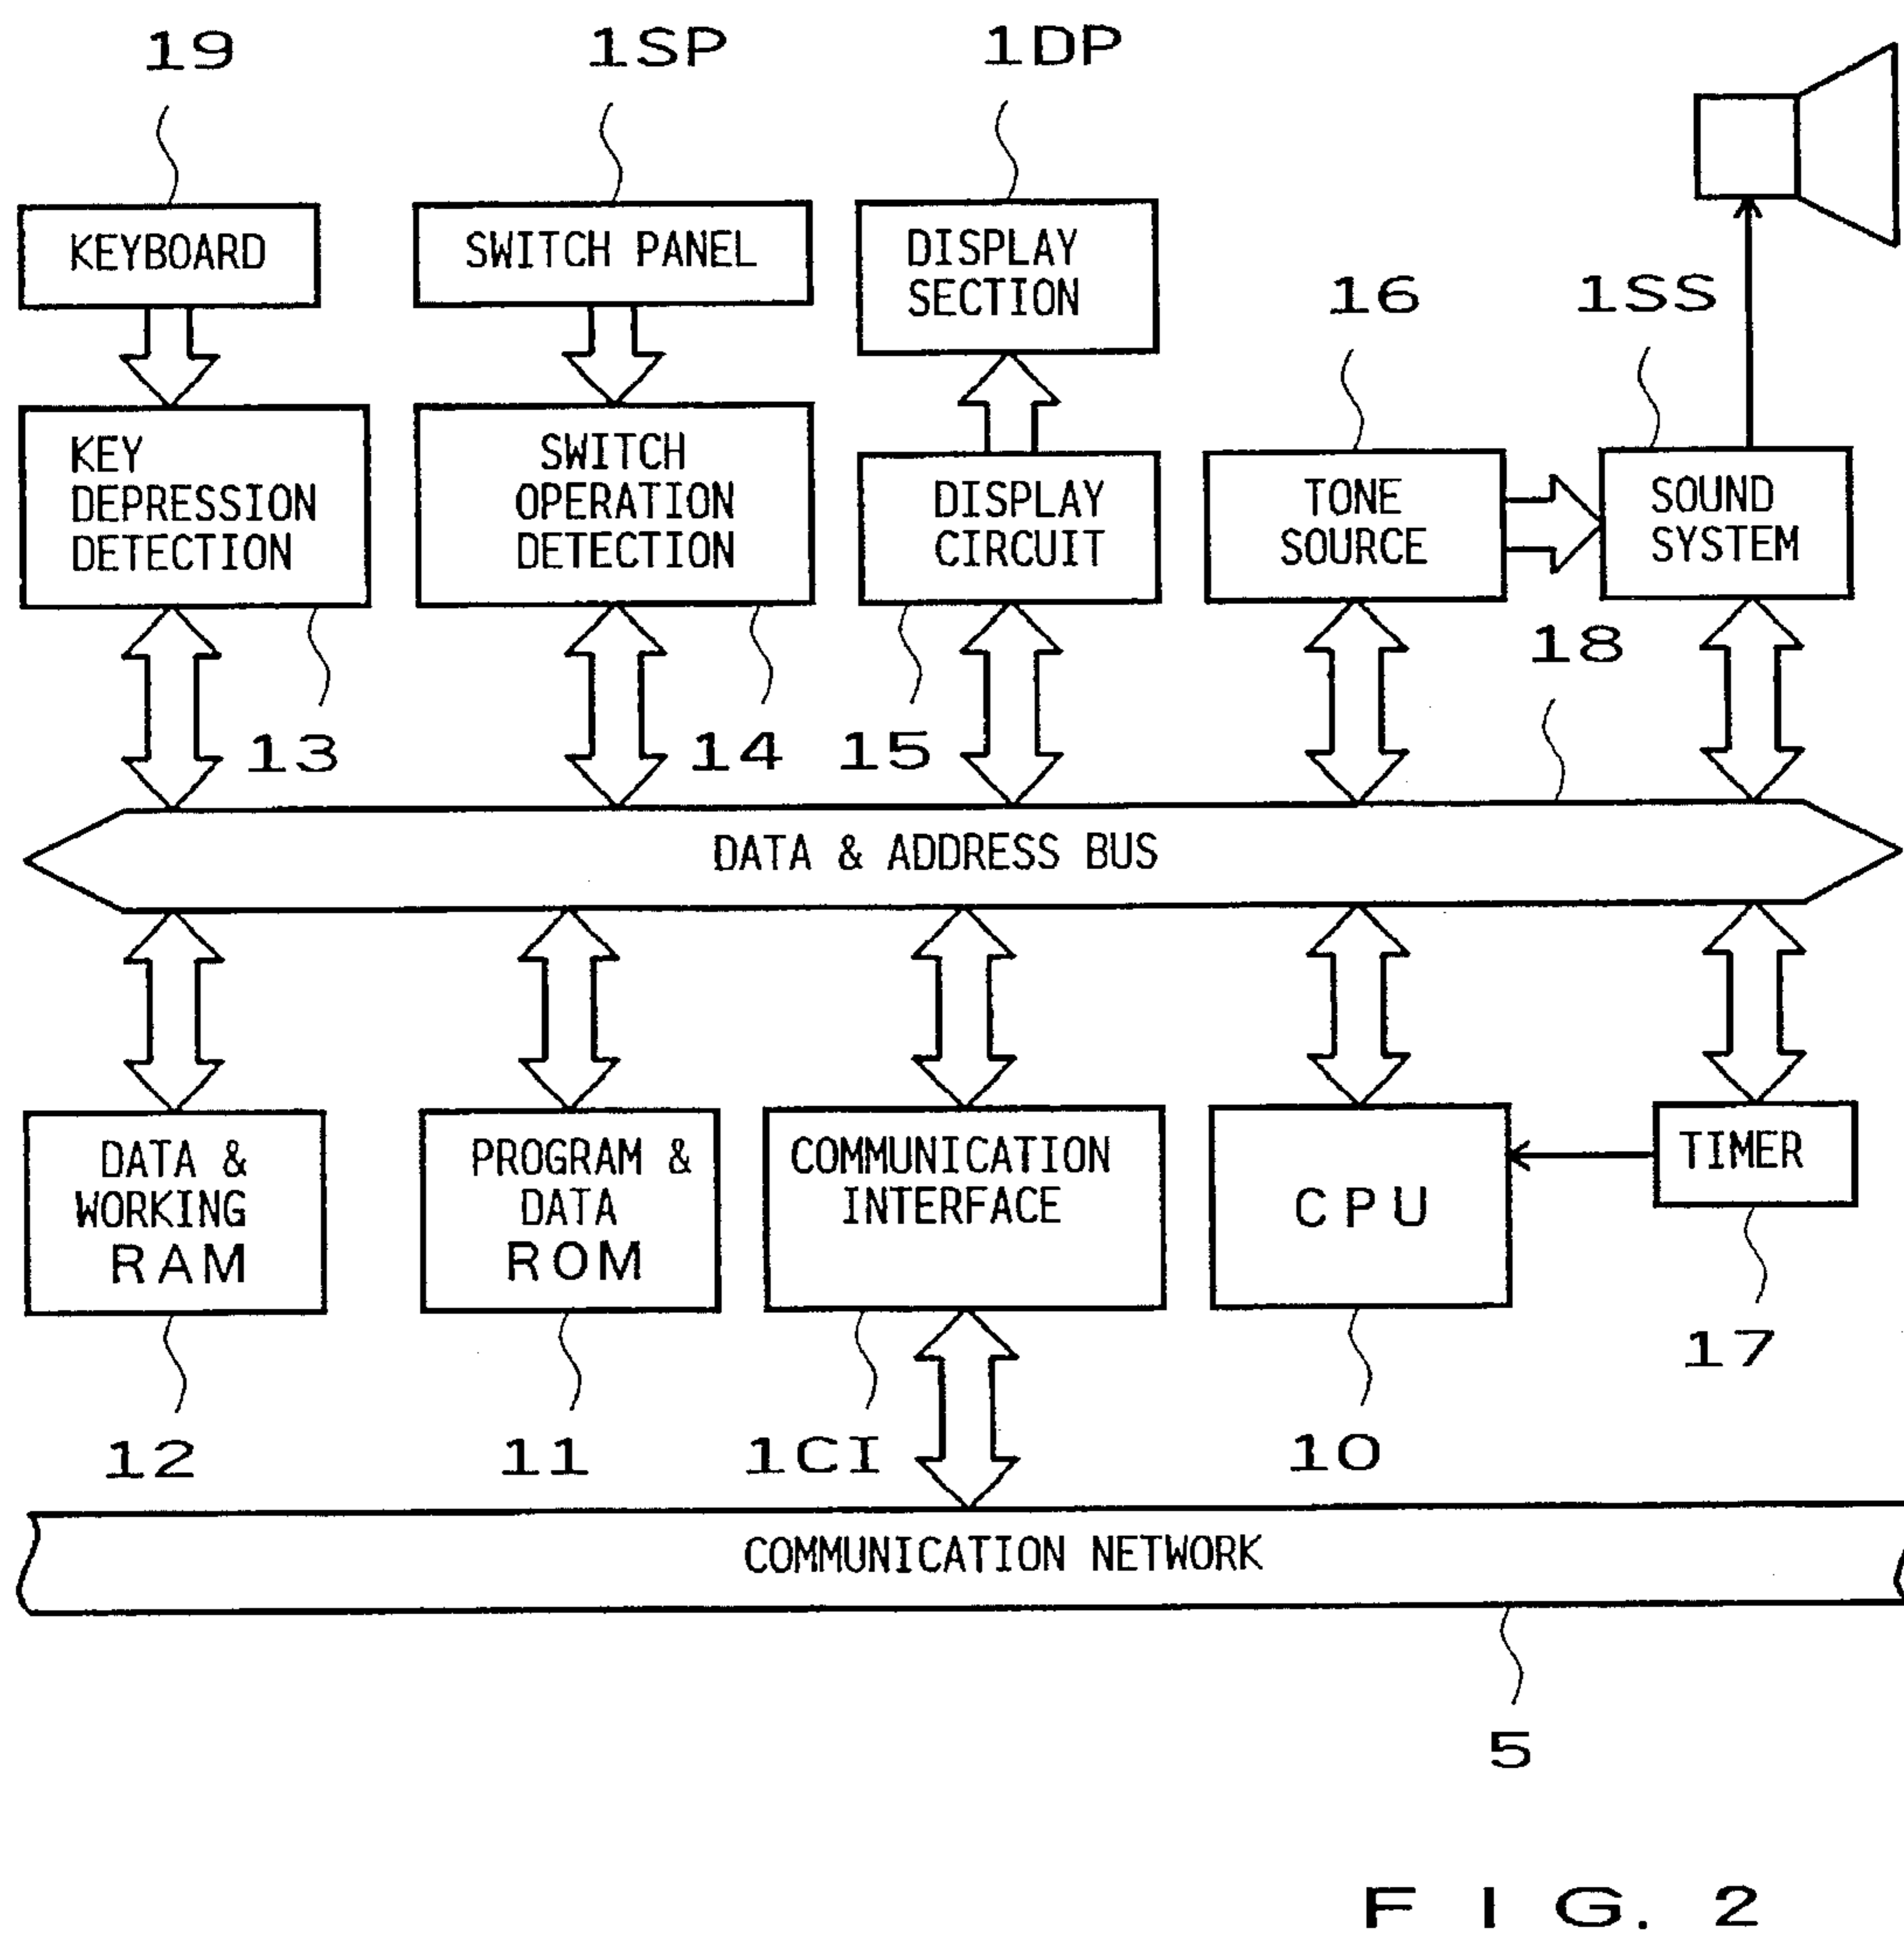 19
1SP
1DP
KEYBOARD
SWITCH PANEL
DISPLAY
SECTION
16
1SS
KEY
DEPRESSION
DETECTION
SWITCH
OPERATION
DETECTION
DISPLAY
CIRCUIT
TONE
SOURCE
SOUND
SYSTEM
13
14
15
18
DATA & ADDRESS BUS
DATA &
WORKING
RAM
PROGRAM &
DATA
ROM
COMMUNICATION
INTERFACE
CPU
TIMER
17
12
11
1CI
10
COMMUNICATION NETWORK
5
FIG. 2